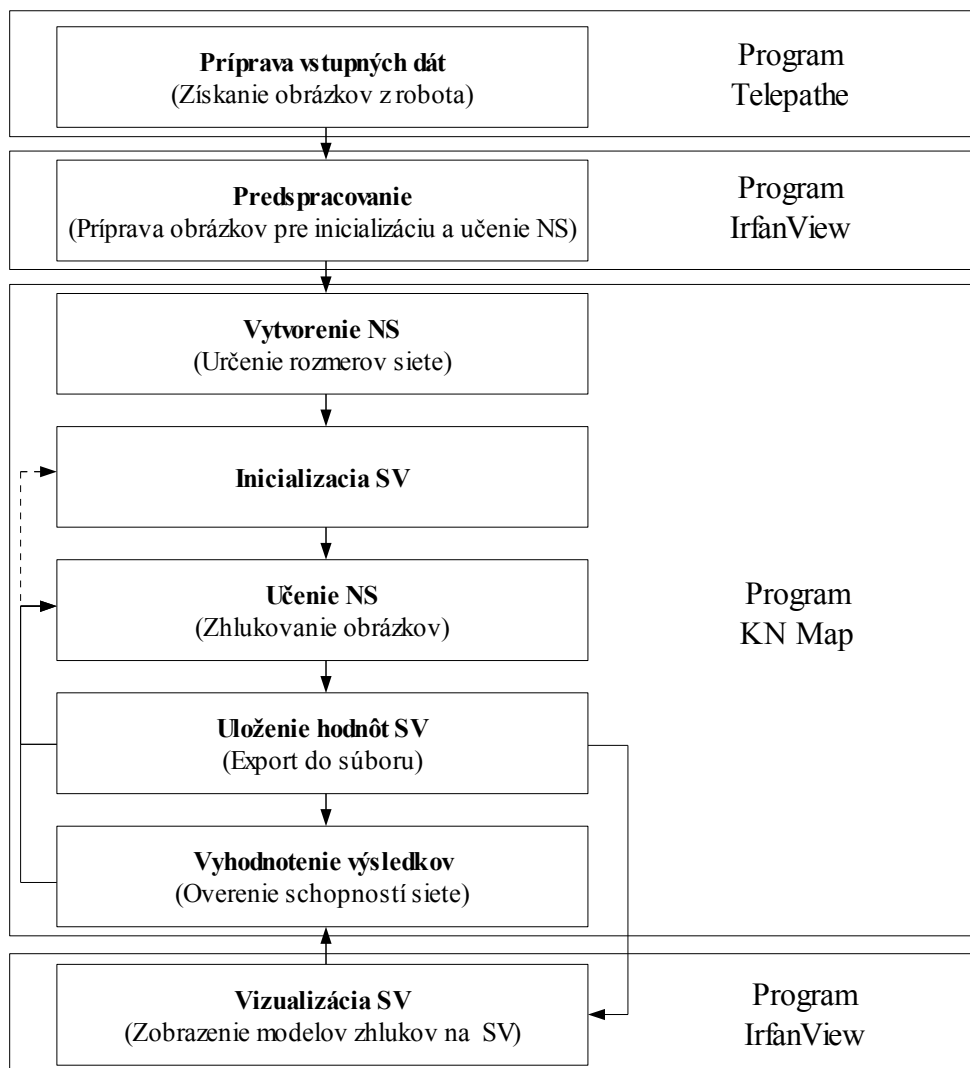 Príprava vstupných dát
(Získanie obrázkov z robota)
Program
Telepathe
Predspracovanie
(Príprava obrázkov pre inicializáciu a učenie NS)
Program
IrfanView
Vytvorenie NS
(Určenie rozmerov siete)
Inicializacia SV
Učenie NS
(Zhlukovanie obrázkov)
Program
KN Map
Uloženie hodnôt SV
(Export do súboru)
Vyhodnotenie výsledkov
(Overenie schopností siete)
Vizualizácia SV
(Zobrazenie modelov zhlukov na SV)
Program
IrfanView